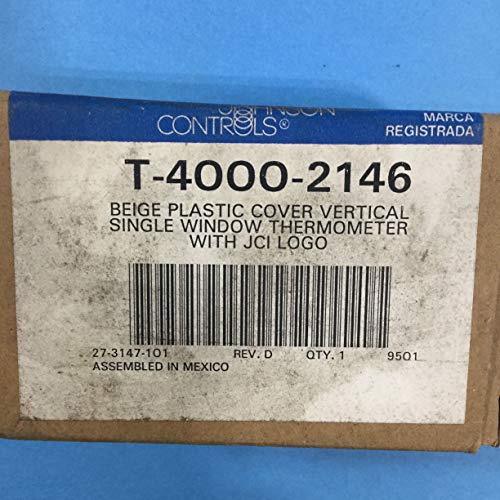 JOHNSON
CONTROLS®
MARCA
REGISTRADA
T-4000-2146
BEIGE PLASTIC COVER VERTICAL
SINGLE WINDOW THERMOMETER
WITH JCI LOGO
27-3147-101 REV. D QTY. 1 9501
ASSEMBLED IN MEXICO